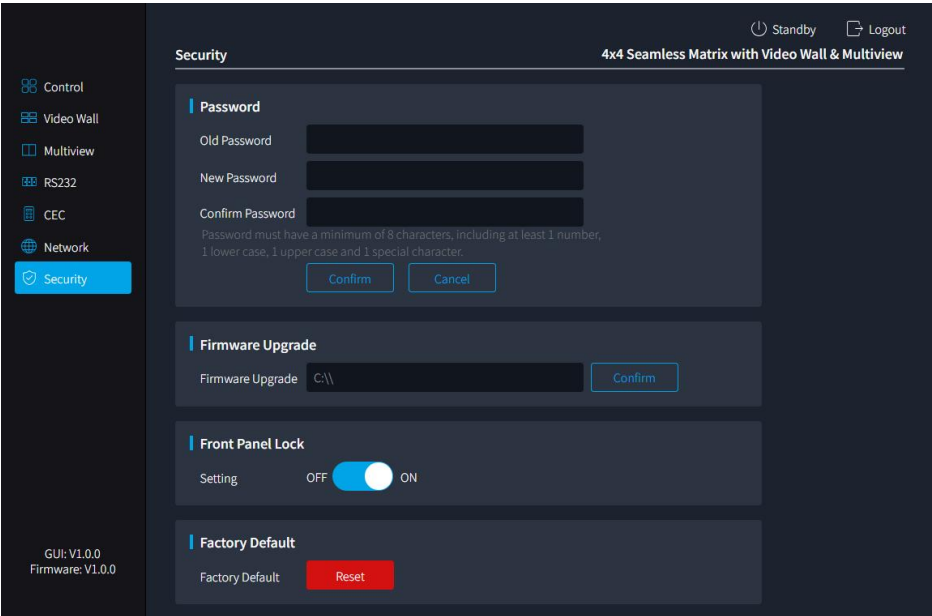 Standby
Logout
Security
4x4 Seamless Matrix with Video Wall & Multiview
Control
Video Wall
Multiview
RS232
CEC
Network
Security
GUI: V1.0.0
Firmware: V1.0.0
Password
Old Password
New Password
Confirm Password
Password must have a minimum of 8 characters, including at least 1 number,
1 lower case, 1 upper case and 1 special character.
Confirm
Cancel
Firmware Upgrade
Firmware Upgrade
C:\\
Confirm
Front Panel Lock
Setting
OFF
ON
Factory Default
Factory Default
Reset